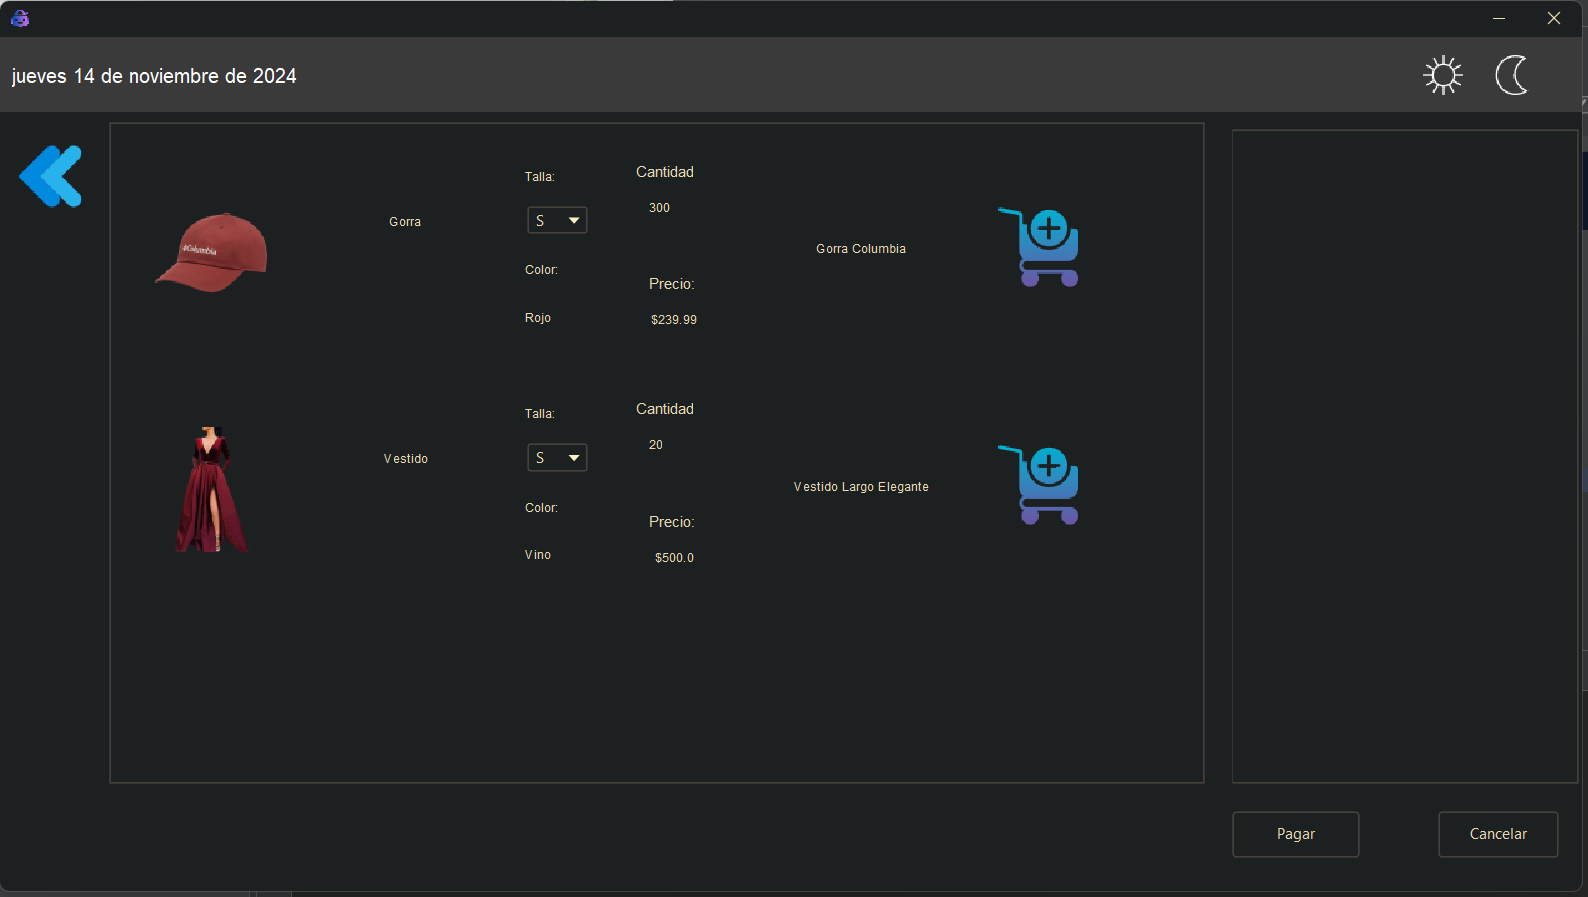 jueves 14 de noviembre de 2024
Columbia
Gorra
Talla:
S
Color:
Rojo
Cantidad
300
Precio:
$239.99
Gorra Columbia
Vestido
Talla:
S
Color:
Vino
Cantidad
20
Precio:
$500.0
Vestido Largo Elegante
Pagar
Cancelar